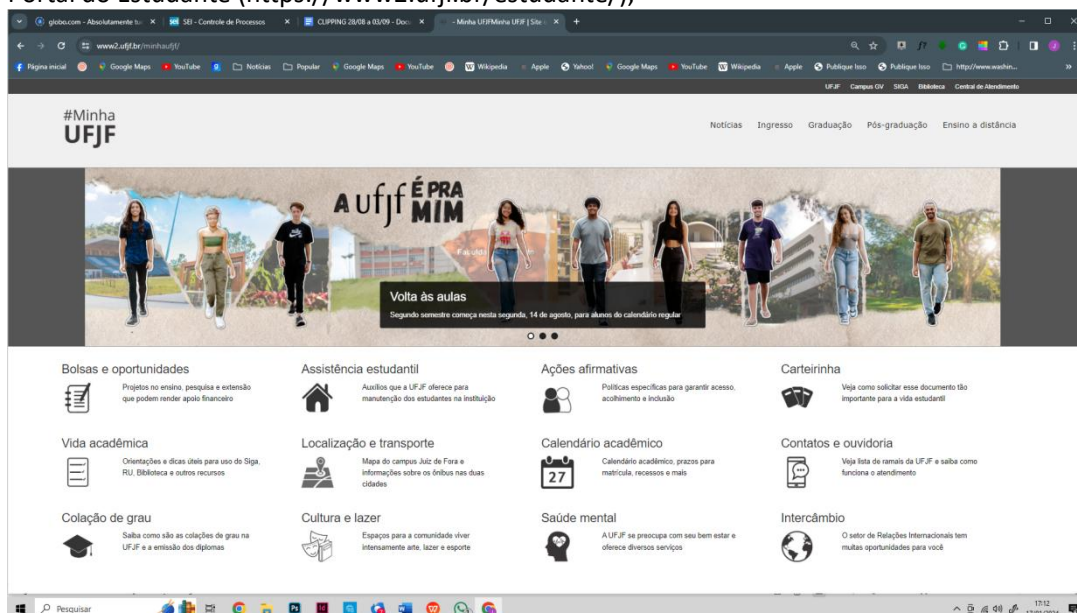 Portal do Estudante (https://www2.ufjf.br/estudante/);
globo.com - Absolutamente tu
SEI - Controle de Processos
CLIPPING 28/08 a 03/09 - Docu
- Minha UFJFMinha UFJF | Site
www2.ufjf.br/minhaufjf/
Página inicial Google Maps YouTube Notícias Popular Google Maps YouTube Wikipedia Apple Yahoo! Google Maps YouTube Wikipedia Apple Publique Isso Publique Isso http://www.washin...
UFJF Campus GV SIGA Biblioteca Central de Atendimento
#Minha
UFJF
Notícias Ingresso Graduação Pós-graduação Ensino a distância
A ufjf É PRA
MIM
Faculda
Volta às aulas
Segundo semestre começa nesta segunda, 14 de agosto, para alunos do calendário regular
Bolsas e oportunidades
Projetos no ensino, pesquisa e extensão
que podem render apoio financeiro
Assistência estudantil
Auxílios que a UFJF oferece para
manutenção dos estudantes na instituição
Ações afirmativas
Políticas específicas para garantir acesso,
acolhimento e inclusão
Carteirinha
Veja como solicitar esse documento tão
importante para a vida estudantil
Vida acadêmica
Orientações e dicas úteis para uso do Siga,
RU, Biblioteca e outros recursos
Localização e transporte
Mapa do campus Juiz de Fora e
informações sobre os ônibus nas duas
cidades
Calendário acadêmico
27
Calendário acadêmico, prazos para
matrícula, recessos e mais
Contatos e ouvidoria
Veja lista de ramais da UFJF e saiba como
funciona o atendimento
Colação de grau
Saiba como são as colações de grau na
UFJF e a emissão dos diplomas
Cultura e lazer
Espaços para a comunidade viver
intensamente arte, lazer e esporte
Saúde mental
A UFJF se preocupa com seu bem estar e
oferece diversos serviços
Intercâmbio
O setor de Relações Internacionais tem
muitas oportunidades para você
Pesquisar
17:12